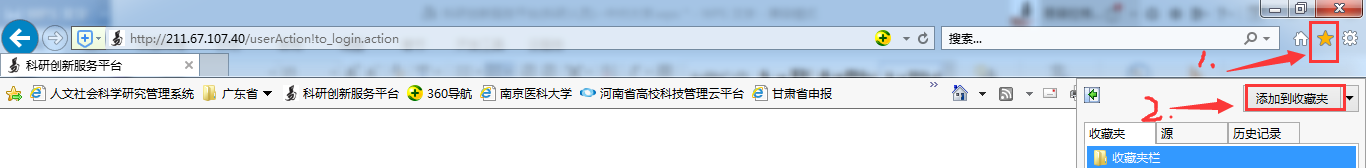 http://211.67.107.40/userAction!to_login.action
搜索...
1.
科研创新服务平台
人文社会科学研究管理系统 广东省 科研创新服务平台 360导航 南京医科大学 河南省高校科技管理云平台 甘肃省申报
2.
添加到收藏夹
收藏夹 源 历史记录
收藏夹栏